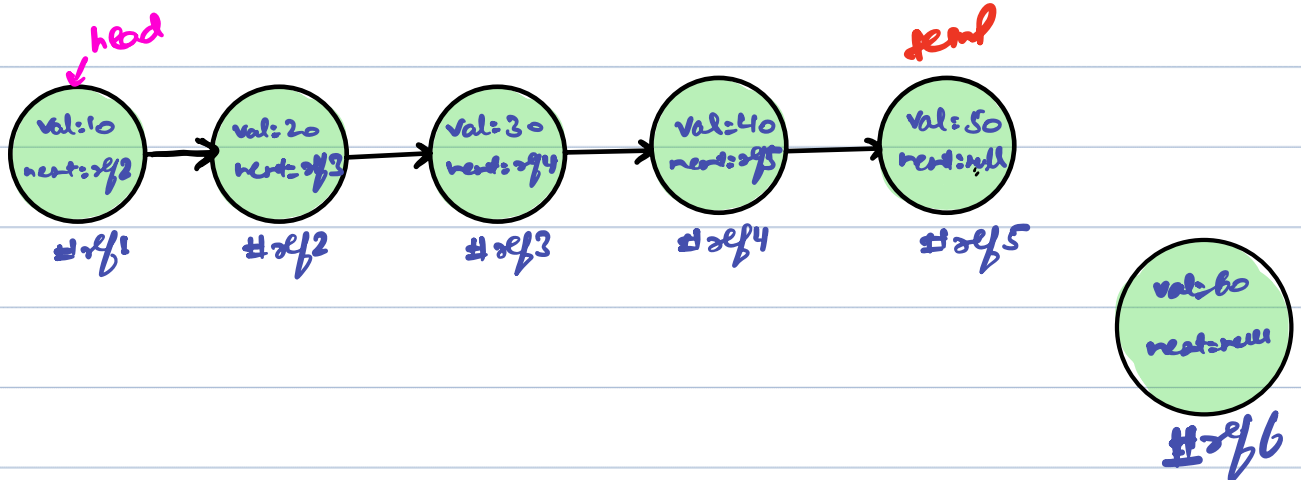 head
temp
val=10
next=ref2
#ref1
val=20
next=ref3
#ref2
val=30
next=ref4
#ref3
val=40
next=ref5
#ref4
val=50
next=null
#ref5
val=60
next=null
#ref6